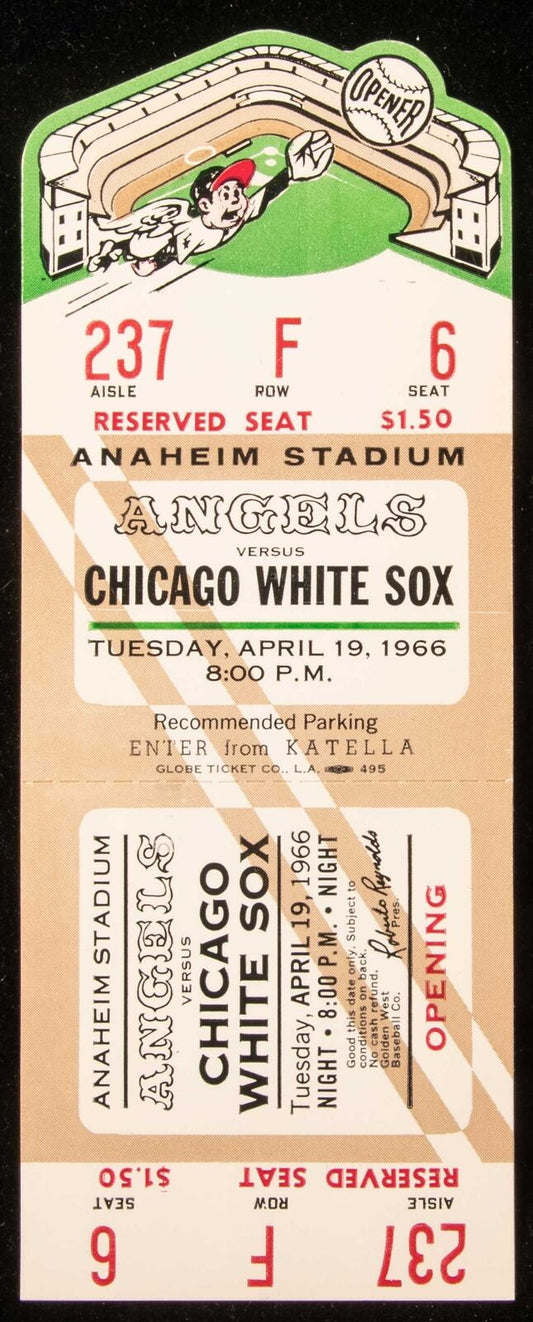 OPENER
237 F 6
AISLE ROW SEAT
RESERVED SEAT $1.50
ANAHEIM STADIUM
ANGELS
VERSUS
CHICAGO WHITE SOX
TUESDAY, APRIL 19, 1966
8:00 P.M.
Recommended Parking
ENTER from KATELLA
GLOBE TICKET CO., L.A. 495
ANAHEIM STADIUM
ANGELS
VERSUS
CHICAGO
WHITE SOX
Tuesday, APRIL 19, 1966
NIGHT • 8:00 P.M. • NIGHT
Good this date only. Subject to
conditions on back.
No cash refund.
Golden West
Baseball Co.
Roberto Reynolds
Pres.
OPENING
237 F 6
AISLE ROW SEAT
RESERVED SEAT $1.50